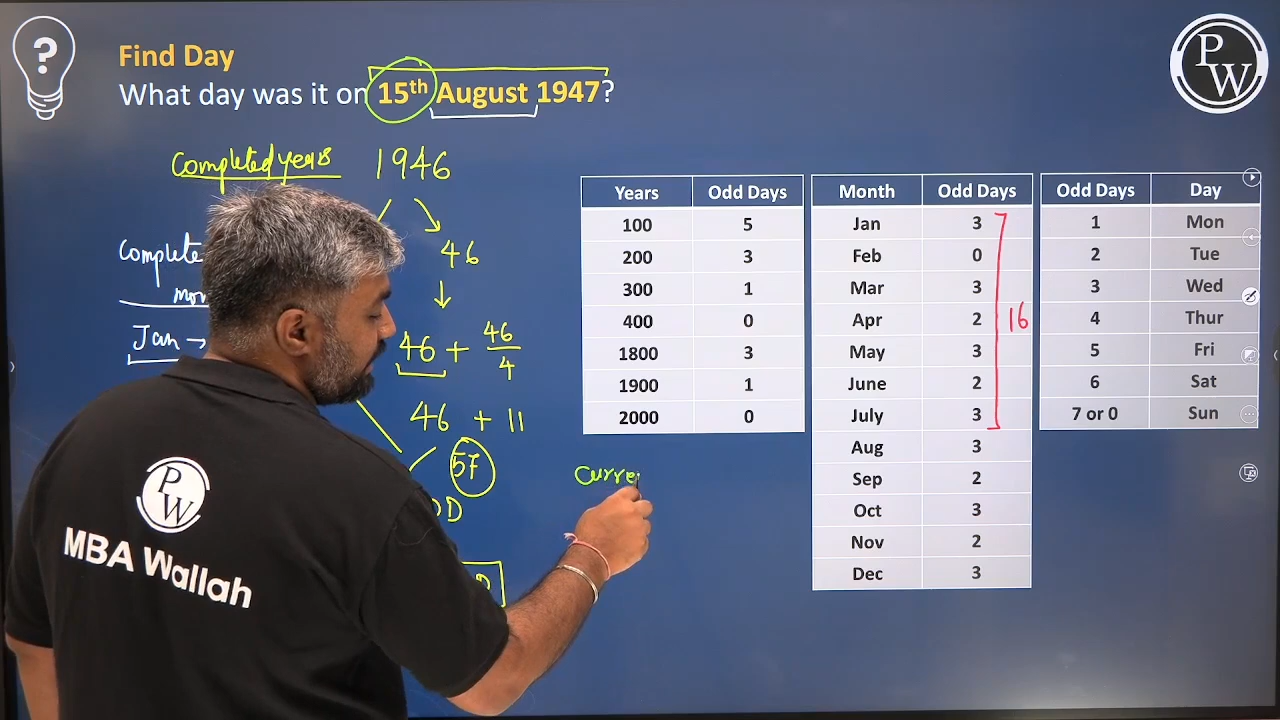 ?
Find Day
What day was it on 15th August 1947?
PW
Completed years 1946
46
Complete
mon
Jan →
46 + 46/4
46 + 11
57
OD
D
Curre
Years Odd Days
100 5
200 3
300 1
400 0
1800 3
1900 1
2000 0
Month Odd Days
Jan 3
Feb 0
Mar 3
Apr 2
May 3
June 2
July 3
Aug 3
Sep 2
Oct 3
Nov 2
Dec 3
16
Odd Days Day
1 Mon
2 Tue
3 Wed
4 Thur
5 Fri
6 Sat
7 or 0 Sun
PW
MBA Wallah